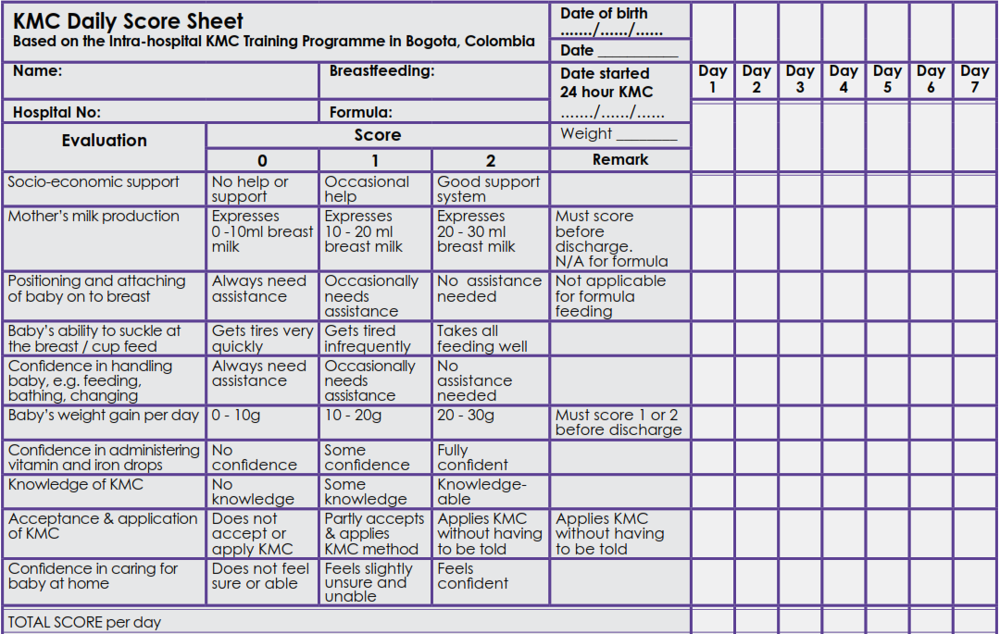 KMC Daily Score Sheet
Based on the Intra-hospital KMC Training Programme in Bogota, Colombia
Date of birth
......./....../......
Date ___________
Name:
Breastfeeding:
Date started
24 hour KMC
......./....../......
Day 1
Day 2
Day 3
Day 4
Day 5
Day 6
Day 7
Hospital No:
Formula:
Evaluation
Score
Weight ________
0
1
2
Remark
Socio-economic support
No help or
support
Occasional
help
Good support
system
Mother's milk production
Expresses
0 -10ml breast
milk
Expresses
10 - 20 ml
breast milk
Expresses
20 - 30 ml
breast milk
Must score
before
discharge.
N/A for formula
Positioning and attaching
of baby on to breast
Always need
assistance
Occasionally
needs
assistance
No assistance
needed
Not applicable
for formula
feeding
Baby's ability to suckle at
the breast / cup feed
Gets tires very
quickly
Gets tired
infrequently
Takes all
feeding well
Confidence in handling
baby, e.g. feeding,
bathing, changing
Always need
assistance
Occasionally
needs
assistance
No
assistance
needed
Baby's weight gain per day
0 - 10g
10 - 20g
20 - 30g
Must score 1 or 2
before discharge
Confidence in administering
vitamin and iron drops
No
confidence
Some
confidence
Fully
confident
Knowledge of KMC
No
knowledge
Some
knowledge
Knowledge-
able
Acceptance & application
of KMC
Does not
accept or
apply KMC
Partly accepts
& applies
KMC method
Applies KMC
without having
to be told
Applies KMC
without having
to be told
Confidence in caring for
baby at home
Does not feel
sure or able
Feels slightly
unsure and
unable
Feels
confident
TOTAL SCORE per day